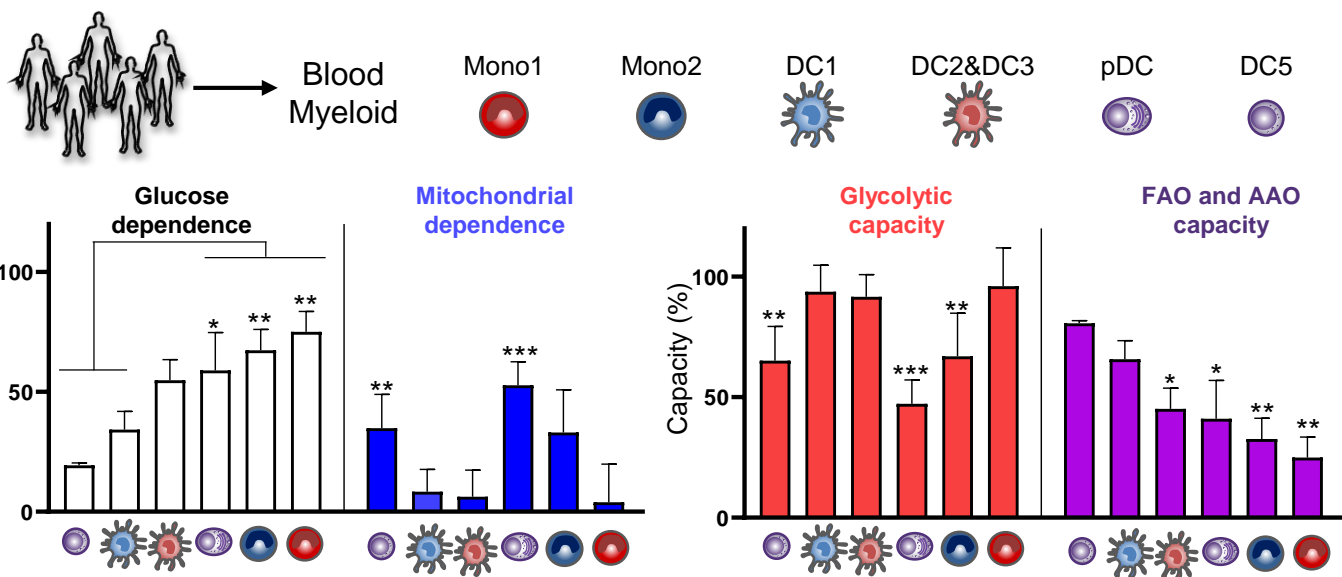 Blood
Myeloid
Mono1
Mono2
DC1
DC2&DC3
pDC
DC5
Glucose
dependence
Mitochondrial
dependence
Glycolytic
capacity
FAO and AAO
capacity
100
50
0
*
**
**
**
***
Capacity (%)
100
50
0
**
***
**
*
*
**
**